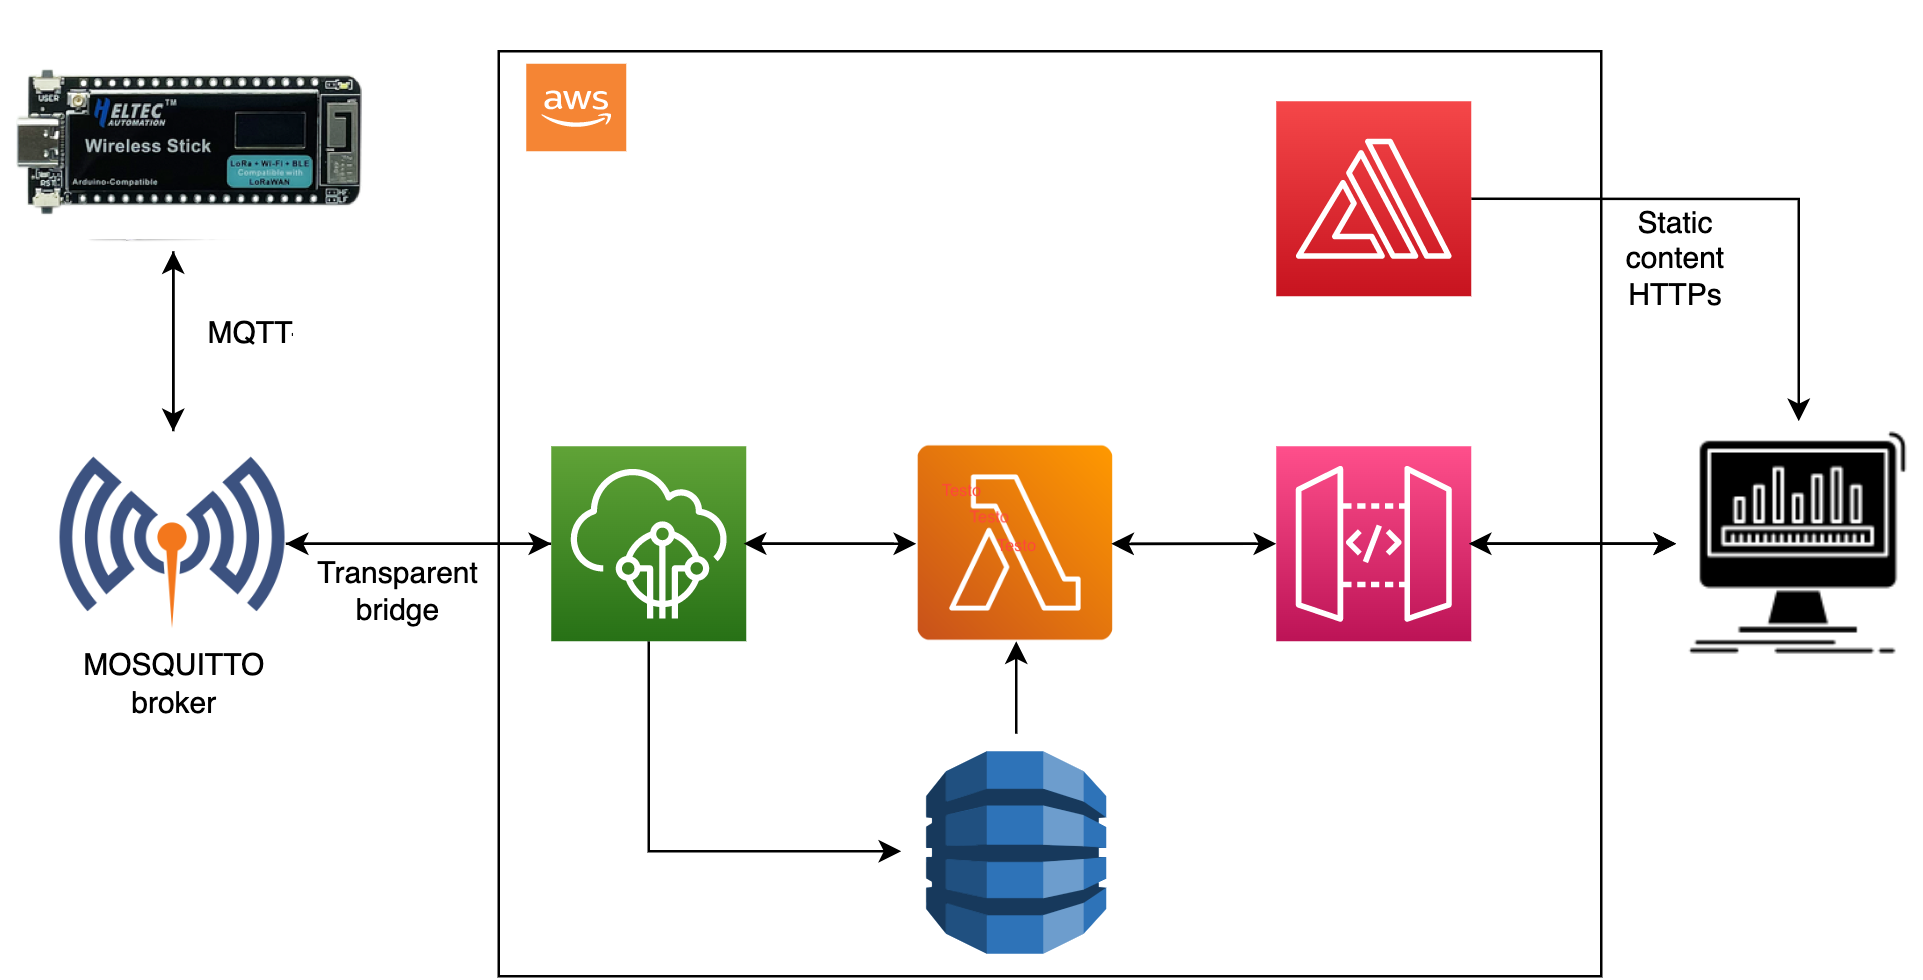 USER
HELTEC™
AUTOMATION
Wireless Stick
LoRa + Wi-Fi + BLE
Compatible with
LoRaWAN
RST
Arduino-Compatible
aws
Static
content
HTTPs
MQTT
Testo
Testo
Testo
</>
Transparent
bridge
MOSQUITTO
broker